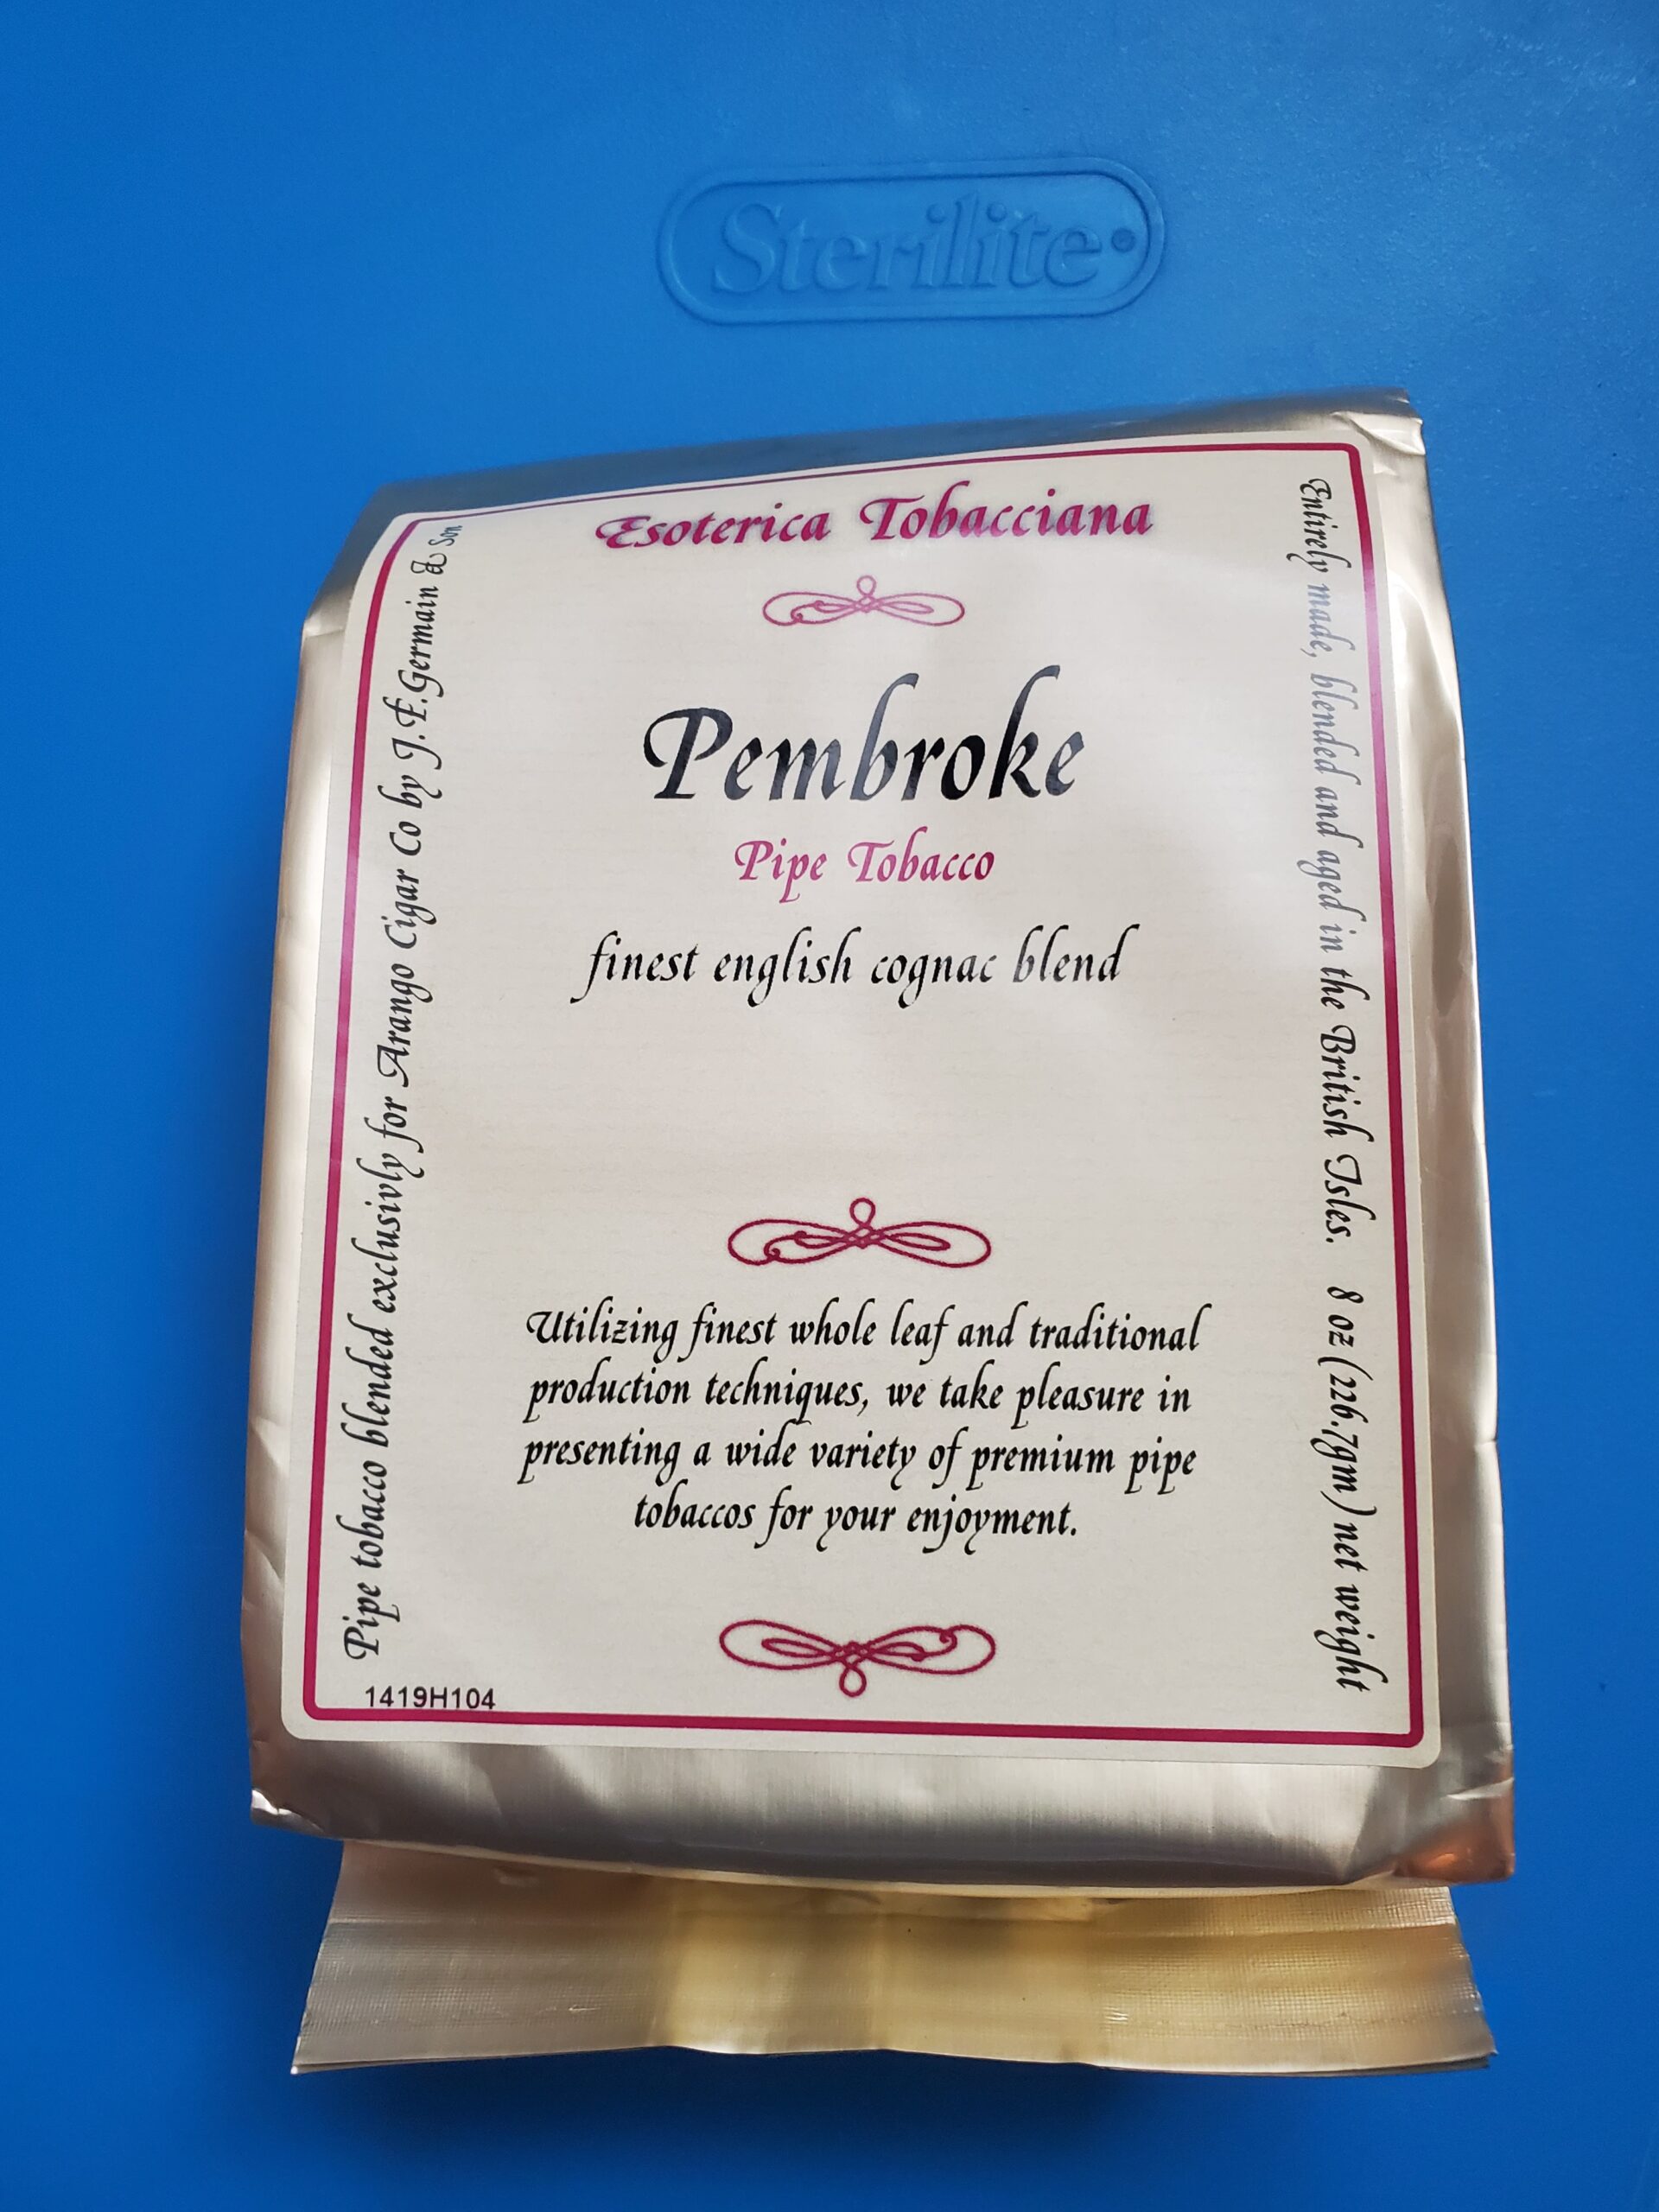 Sterilite
Esoterica Tobacciana
Pembroke
Pipe Tobacco
finest english cognac blend
Utilizing finest whole leaf and traditional
production techniques, we take pleasure in
presenting a wide variety of premium pipe
tobaccos for your enjoyment.
Pipe tobacco blended exclusivly for Arango Cigar Co by J.F.Germain & Son
Entirely made, blended and aged in the British Isles. 8 oz (226.7gm) net weight
1419H104